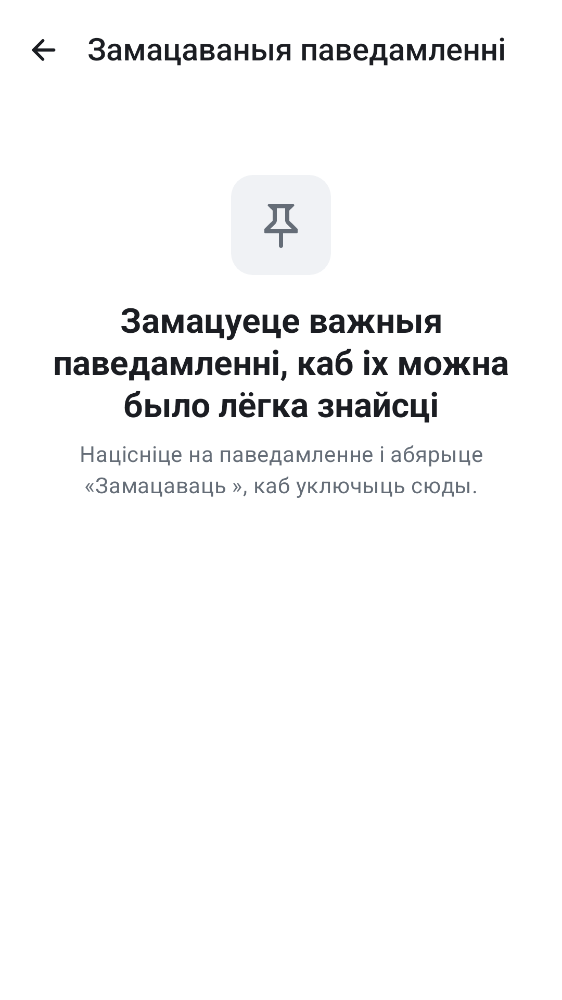 Замацаваныя паведамленні
Замацуеце важныя
паведамленні, каб іх можна
было лёгка знайсці
Націсніце на паведамленне і абярыце
«Замацаваць », каб уключыць сюды.